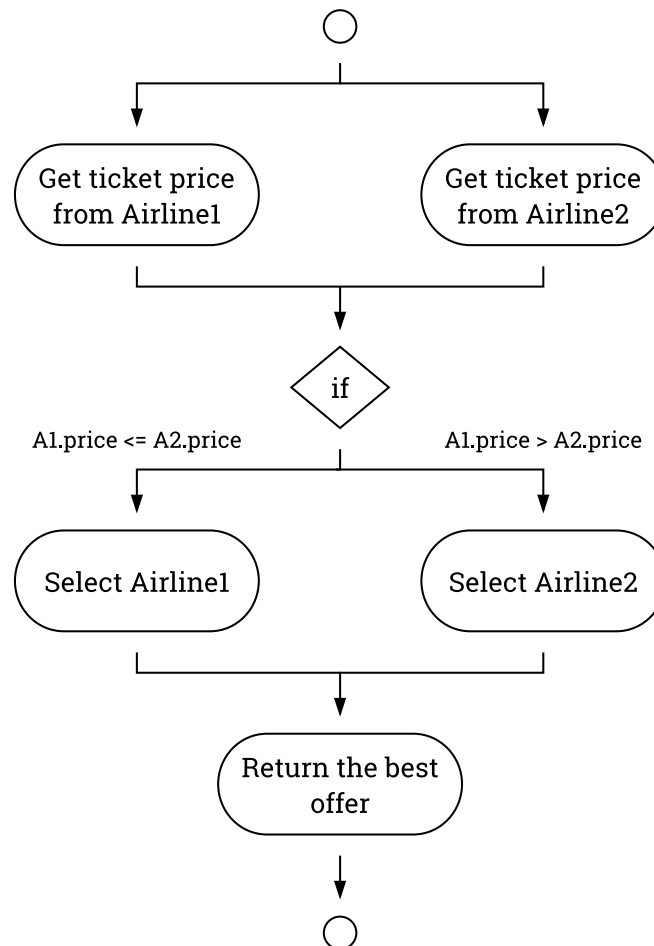 Get ticket price
from Airline1
Get ticket price
from Airline2
if
A1.price <= A2.price
A1.price > A2.price
Select Airline1
Select Airline2
Return the best
offer